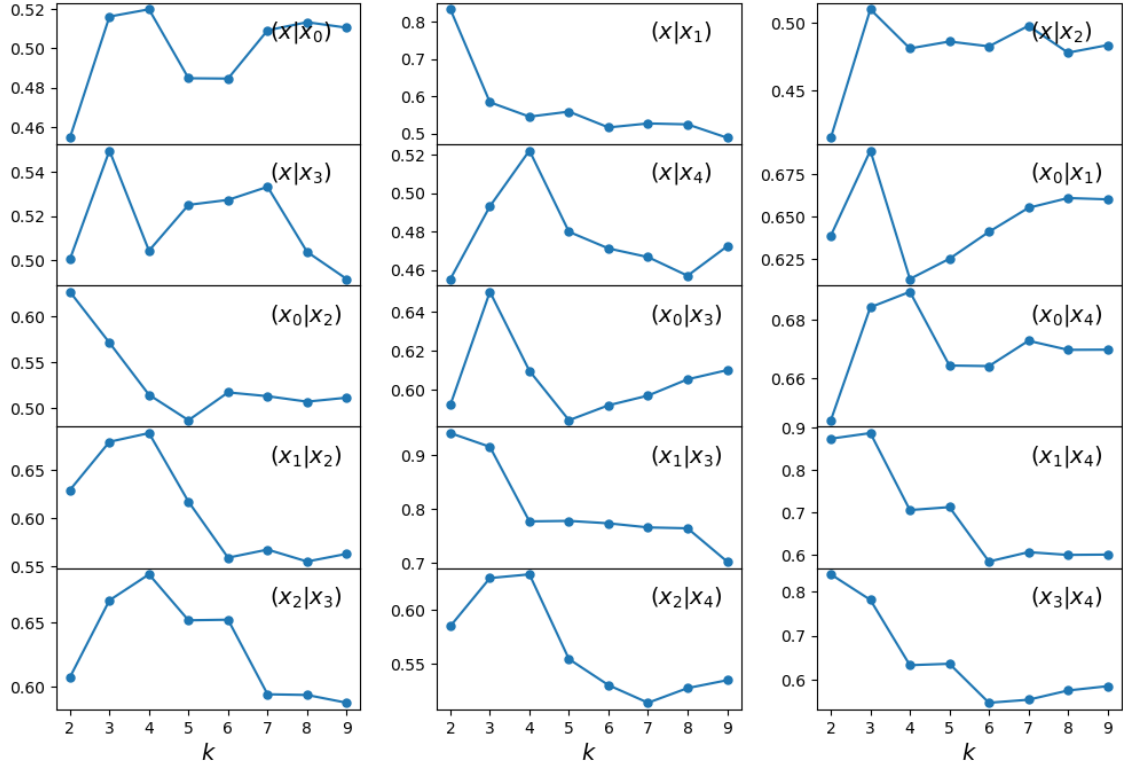 0.52
0.50
0.48
0.46
(x|x₀)
0.8
0.7
0.6
0.5
(x|x₁)
0.50
0.45
(x|x₂)
0.54
0.52
0.50
(x|x₃)
0.52
0.50
0.48
0.46
(x|x₄)
0.675
0.650
0.625
(x₀|x₁)
0.60
0.55
0.50
(x₀|x₂)
0.64
0.62
0.60
(x₀|x₃)
0.68
0.66
(x₀|x₄)
0.65
0.60
0.55
(x₁|x₂)
0.9
0.8
0.7
(x₁|x₃)
0.9
0.8
0.7
0.6
(x₁|x₄)
0.65
0.60
(x₂|x₃)
2 3 4 5 6 7 8 9
k
0.60
0.55
(x₂|x₄)
2 3 4 5 6 7 8 9
k
0.8
0.7
0.6
(x₃|x₄)
2 3 4 5 6 7 8 9
k